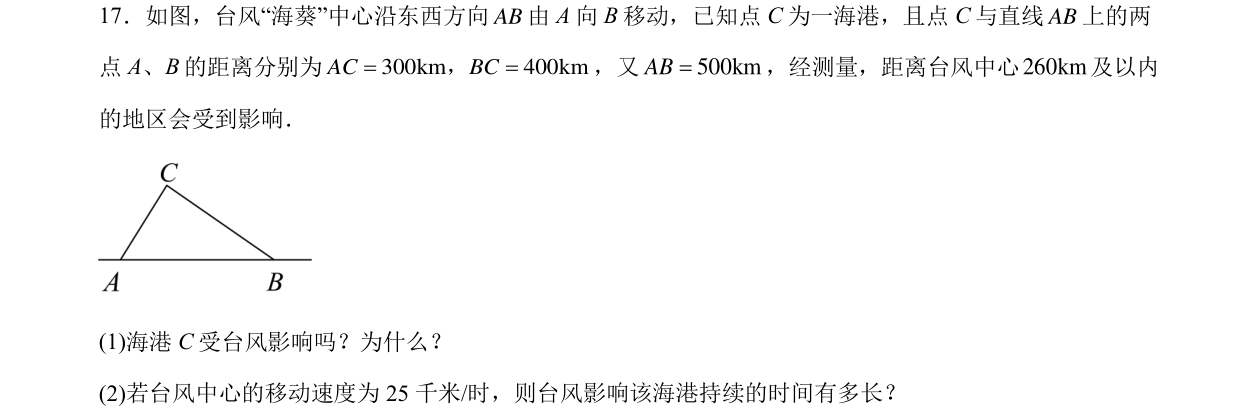 17．如图，台风“海葵”中心沿东西方向AB由A向B移动，已知点C为一海港，且点C与直线AB上的两
点A、B的距离分别为AC=300km，BC=400km，又AB=500km，经测量，距离台风中心260km及以内
的地区会受到影响．
C
A B
(1)海港C受台风影响吗？为什么？
(2)若台风中心的移动速度为25千米/时，则台风影响该海港持续的时间有多长？